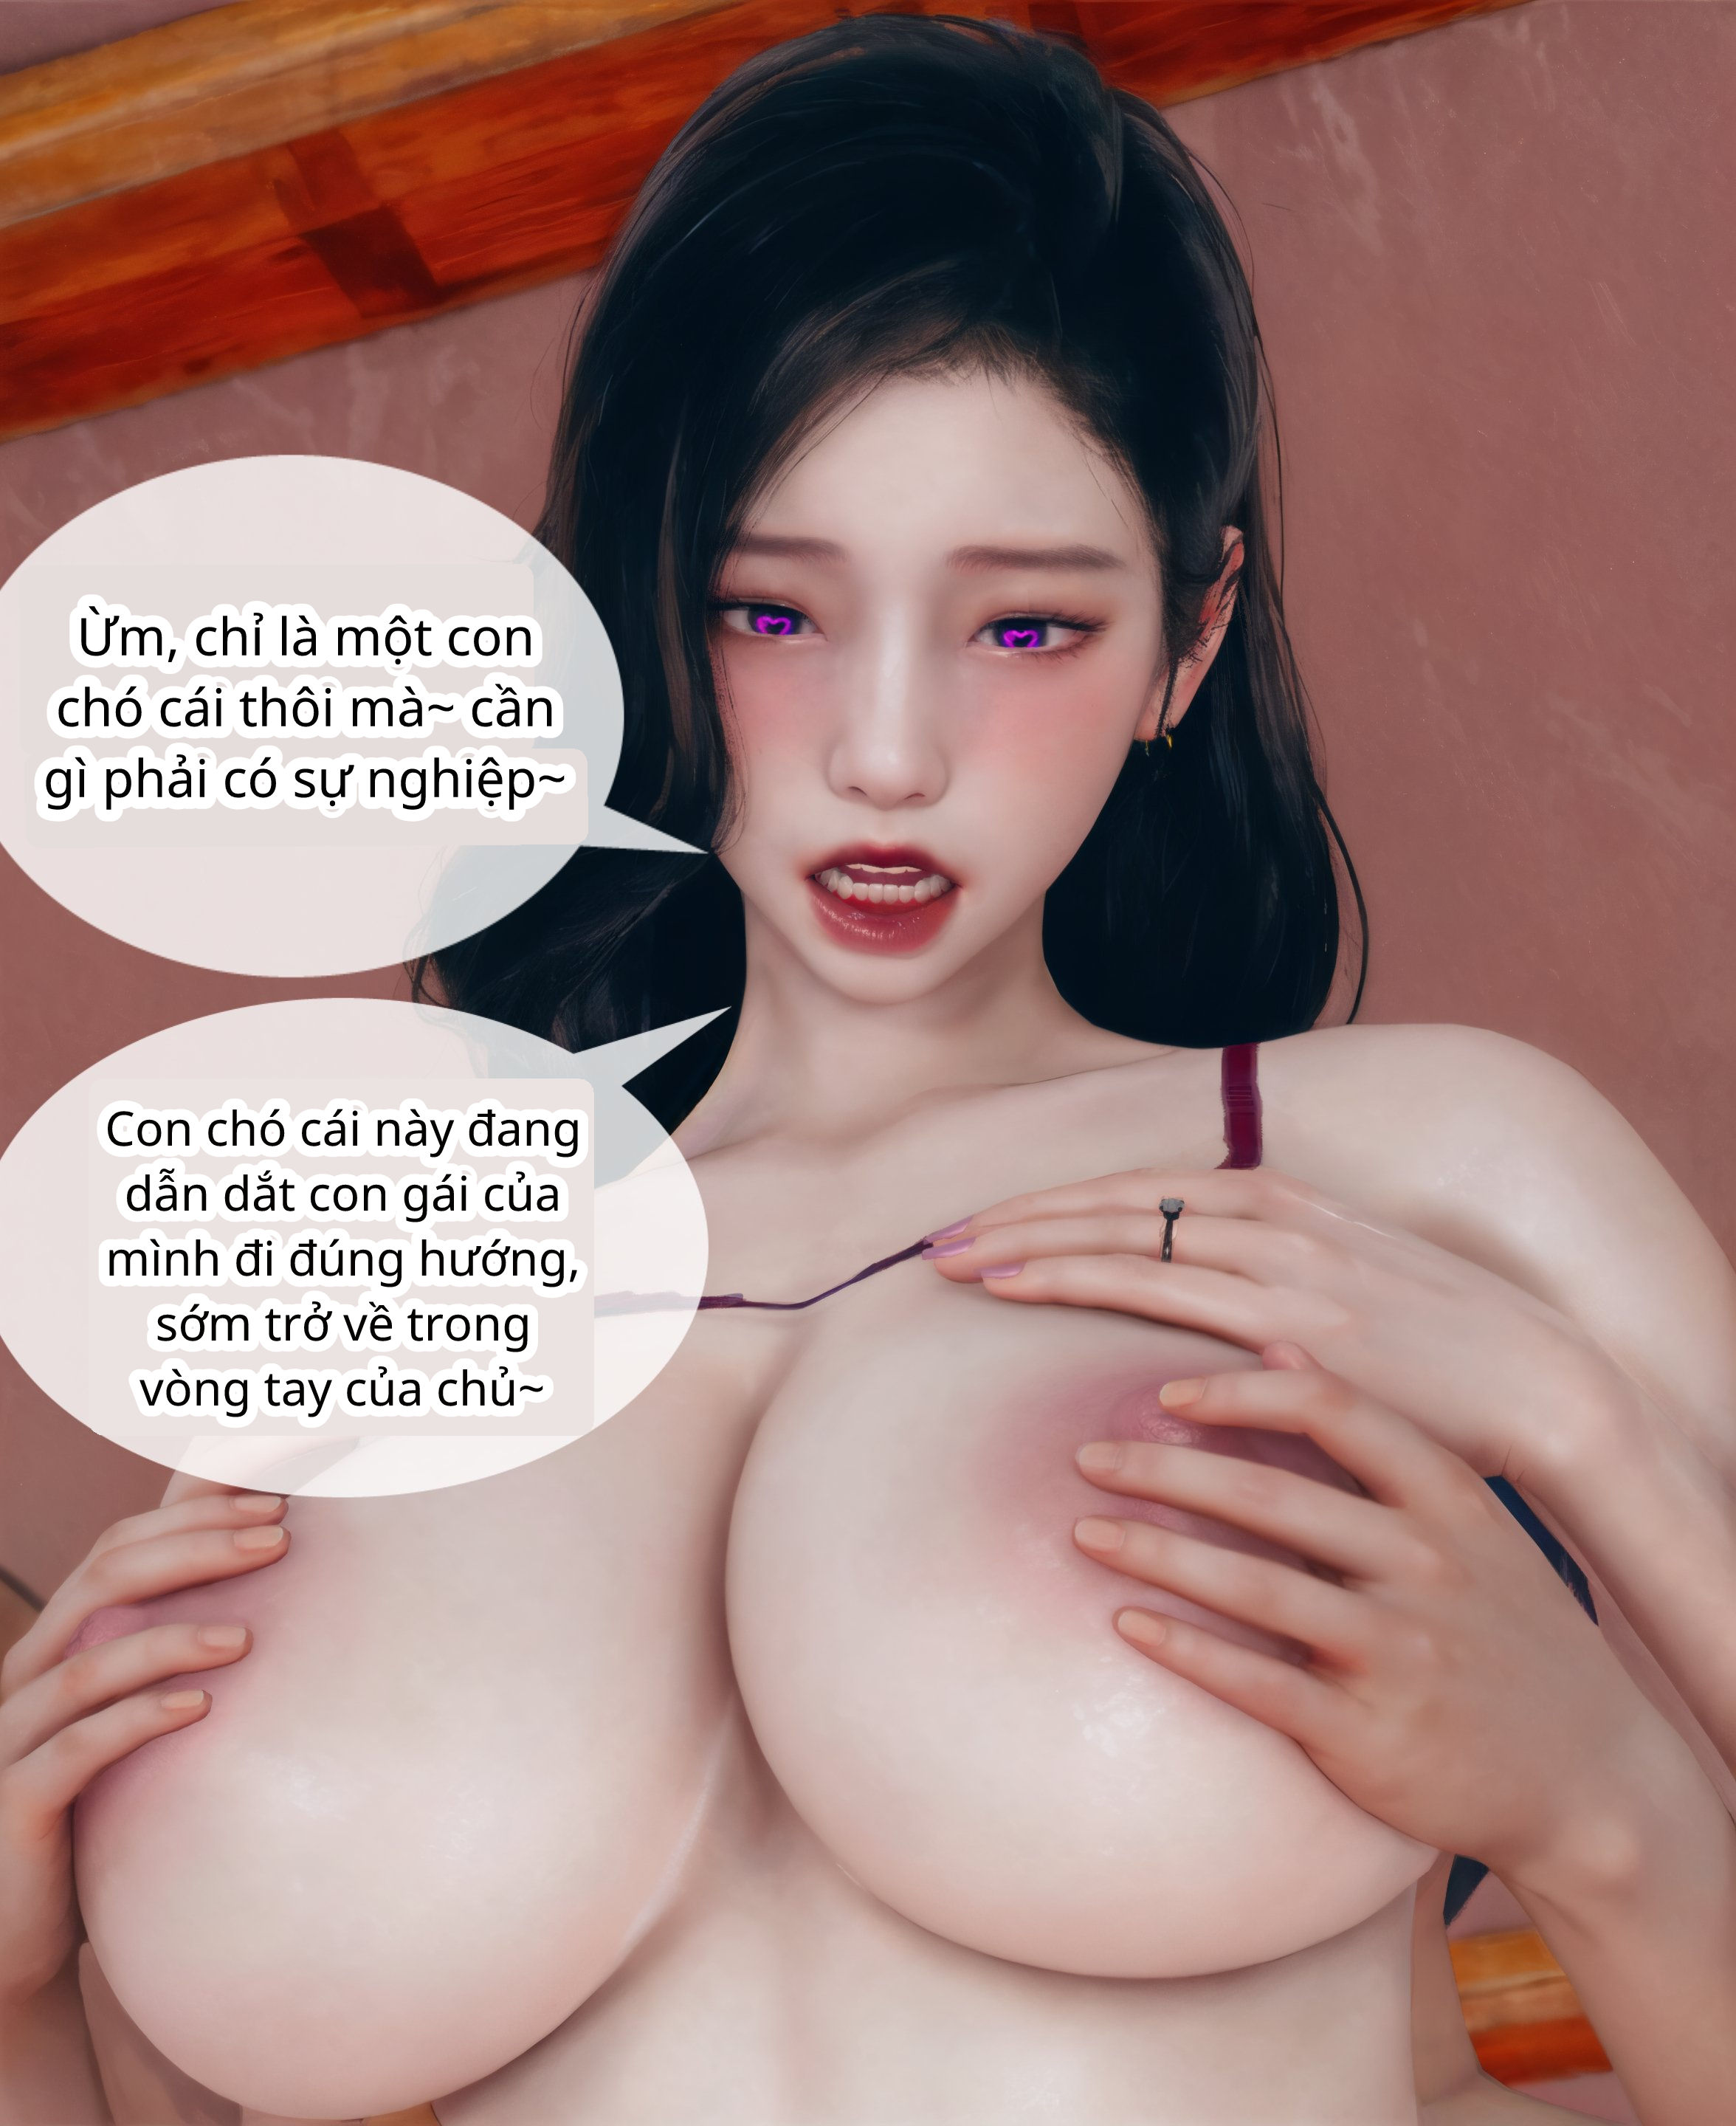 Ừm, chỉ là một con
chó cái thôi mà~ cần
gì phải có sự nghiệp~
Con chó cái này đang
dẫn dắt con gái của
mình đi đúng hướng,
sớm trở về trong
vòng tay của chủ~